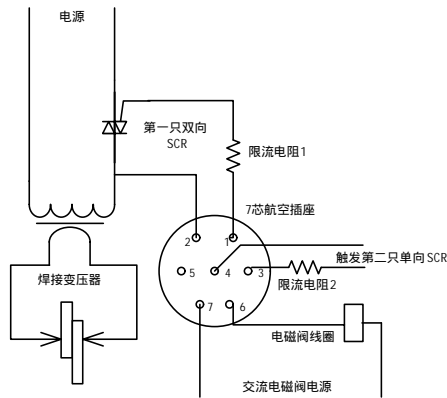 电源
第一只双向
SCR
限流电阻1
7芯航空插座
2
1
触发第二只单向SCR
5
4
3
焊接变压器
限流电阻2
7
6
电磁阀线圈
交流电磁阀电源